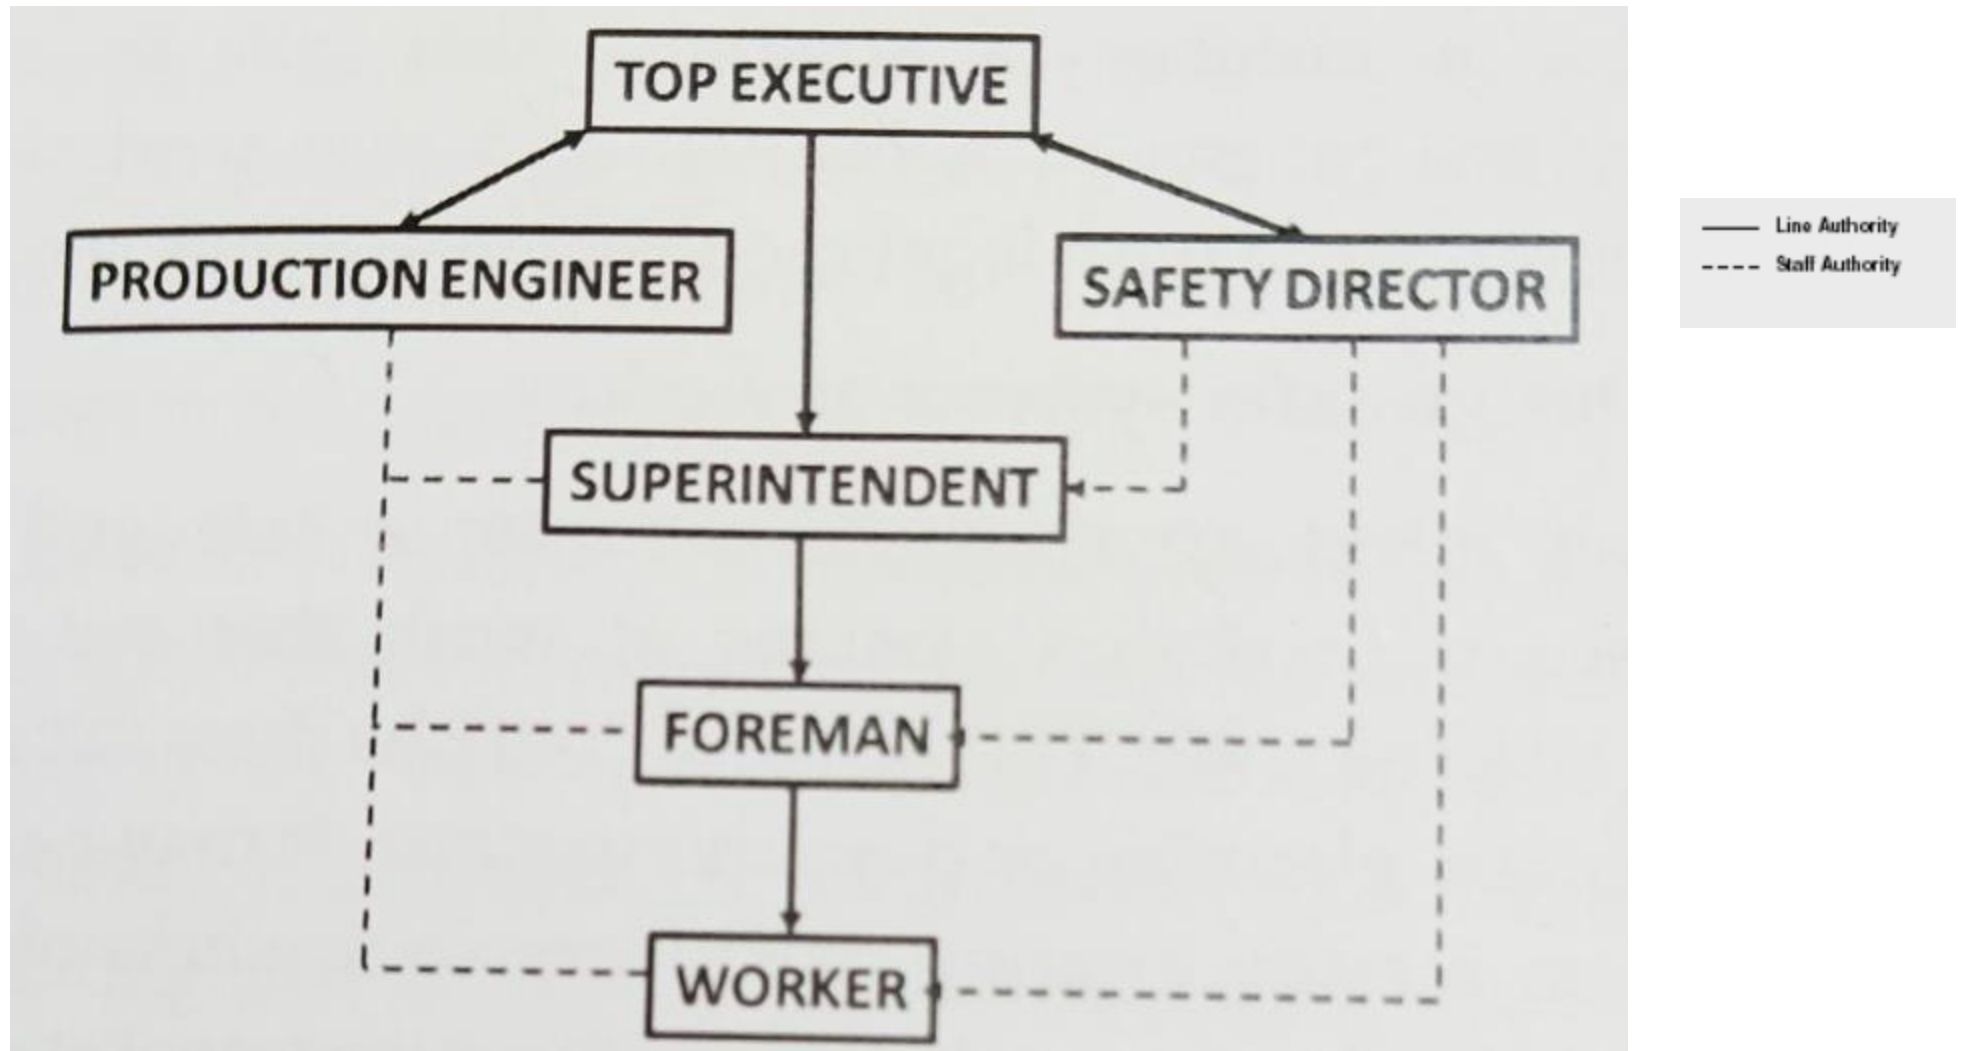 TOP EXECUTIVE
PRODUCTION ENGINEER
SAFETY DIRECTOR
SUPERINTENDENT
FOREMAN
WORKER
Line Authority
Staff Authority